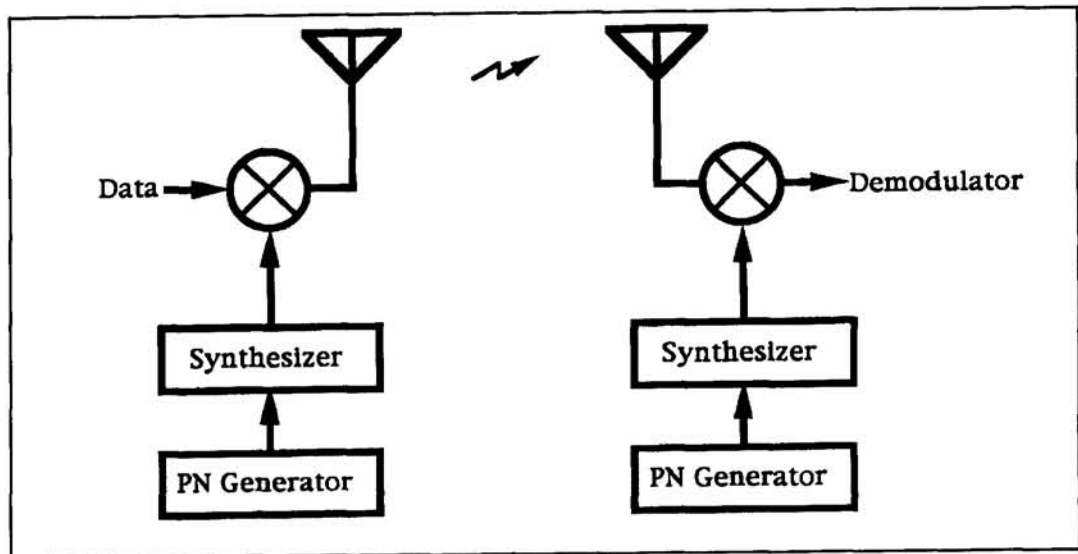 Data
Demodulator
Synthesizer
Synthesizer
PN Generator
PN Generator